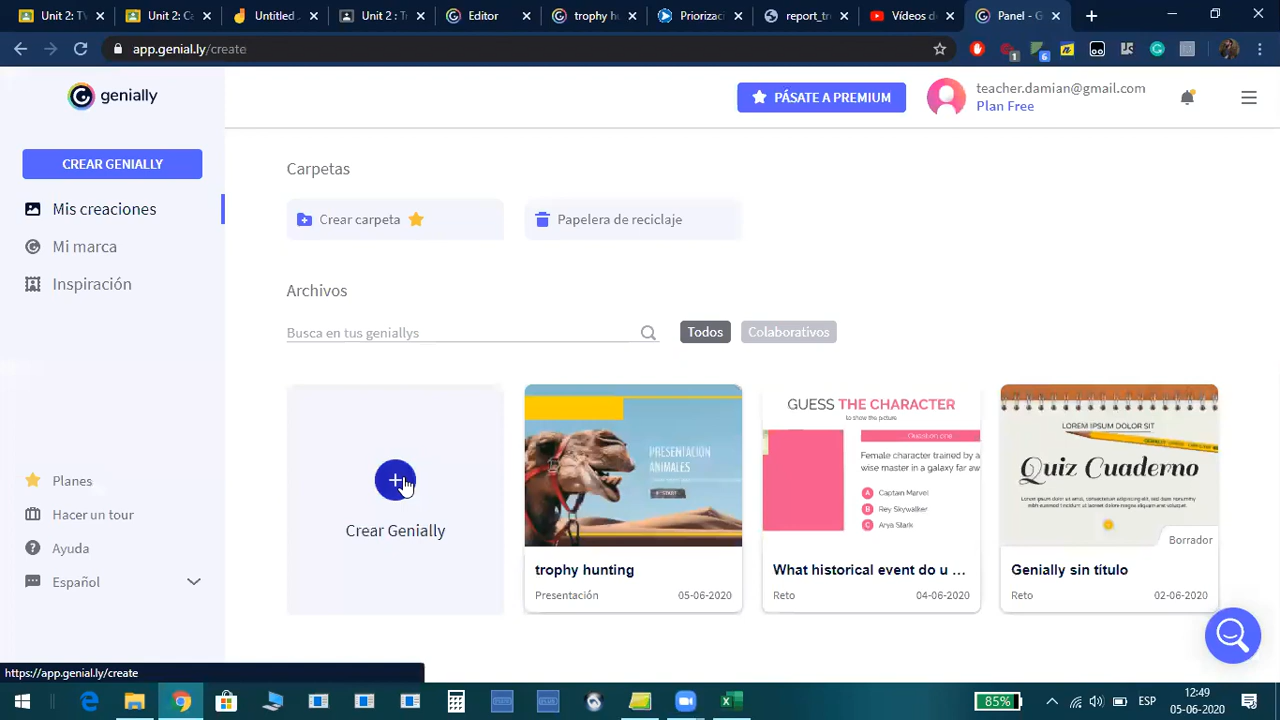 Unit 2:
Unit 2: Ca
Untitled
Unit 2 : Tr
Editor
trophy hu
Priorizac
report_tr
Vídeos d
Panel - G
app.genial.ly/create
genially
PÁSATE A PREMIUM
teacher.damian@gmail.com
Plan Free
CREAR GENIALLY
Mis creaciones
Mi marca
Inspiración
Planes
Hacer un tour
Ayuda
Español
Carpetas
Crear carpeta
Papelera de reciclaje
Archivos
Busca en tus geniallys
Todos
Colaborativos
Crear Genially
PRESENTACIÓN
ANIMALES
START
trophy hunting
Presentación 05-06-2020
GUESS THE CHARACTER
to show the picture
Question one
Female character trained by a
wise master in a galaxy far aw
A Captain Marvel
B Rey Skywalker
C Arya Stark
What historical event do u ...
Reto 04-06-2020
LOREM IPSUM DOLOR SIT
Quiz Cuaderno
Borrador
Genially sin título
Reto 02-06-2020
https://app.genial.ly/create
85%
ESP
12:49
05-06-2020